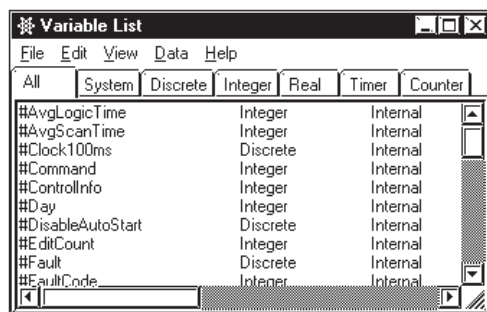 Variable List
File Edit View Data Help
All System Discrete Integer Real Timer Counter
#AvgLogicTime Integer Internal
#AvgScanTime Integer Internal
#Clock100ms Discrete Internal
#Command Integer Internal
#ControlInfo Integer Internal
#Day Integer Internal
#DisableAutoStart Discrete Internal
#EditCount Integer Internal
#Fault Discrete Internal
#FaultCode Integer Internal